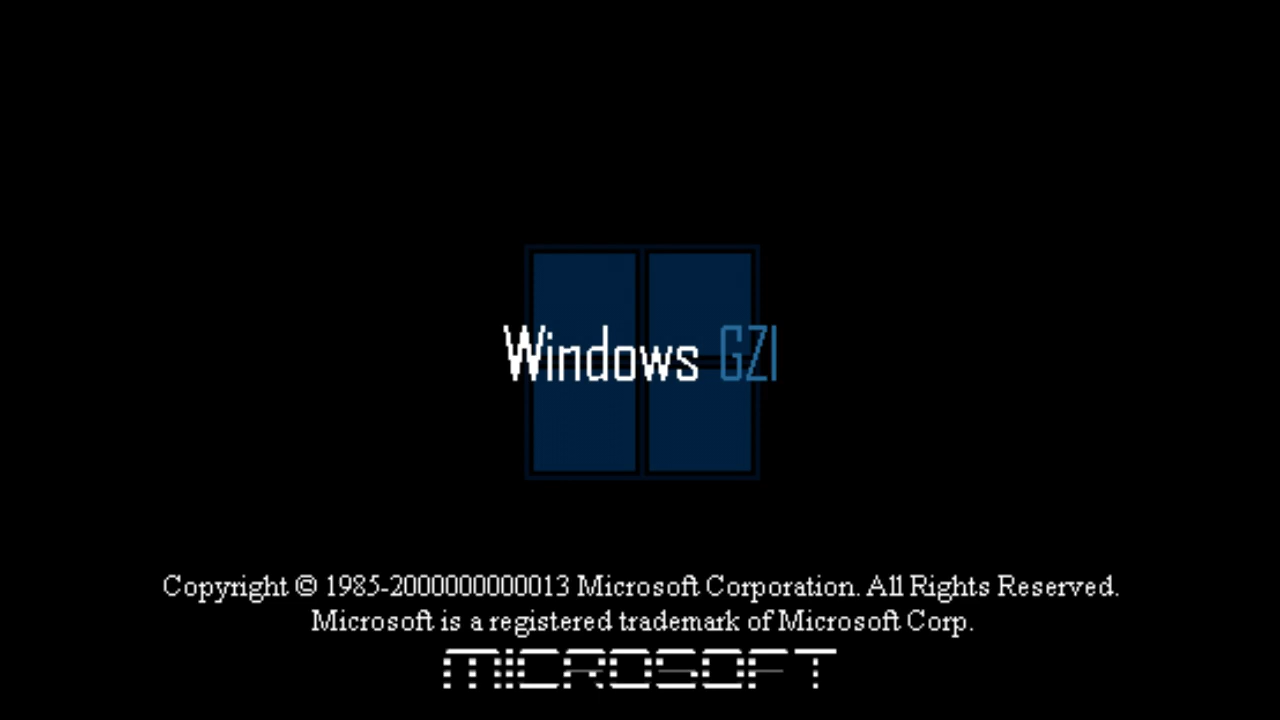 Windows GZI
Copyright © 1985-2000000000013 Microsoft Corporation. All Rights Reserved.
Microsoft is a registered trademark of Microsoft Corp.
MICROSOFT